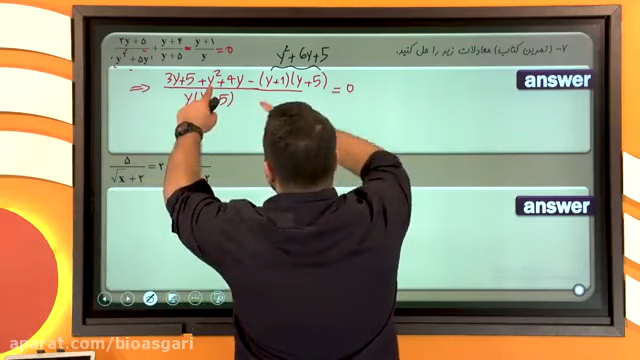 ۷- (تمرین کتاب) معادلات زیر را حل کنید.
(3y+5)/(y²+5y) + (y+4)/(y+5) = (y+1)/y = 0
y²+6y+5
⇒ (3y+5+y²+4y-(y+1)(y+5))/ = 0
answer
answer
aparat.com/bioasgari